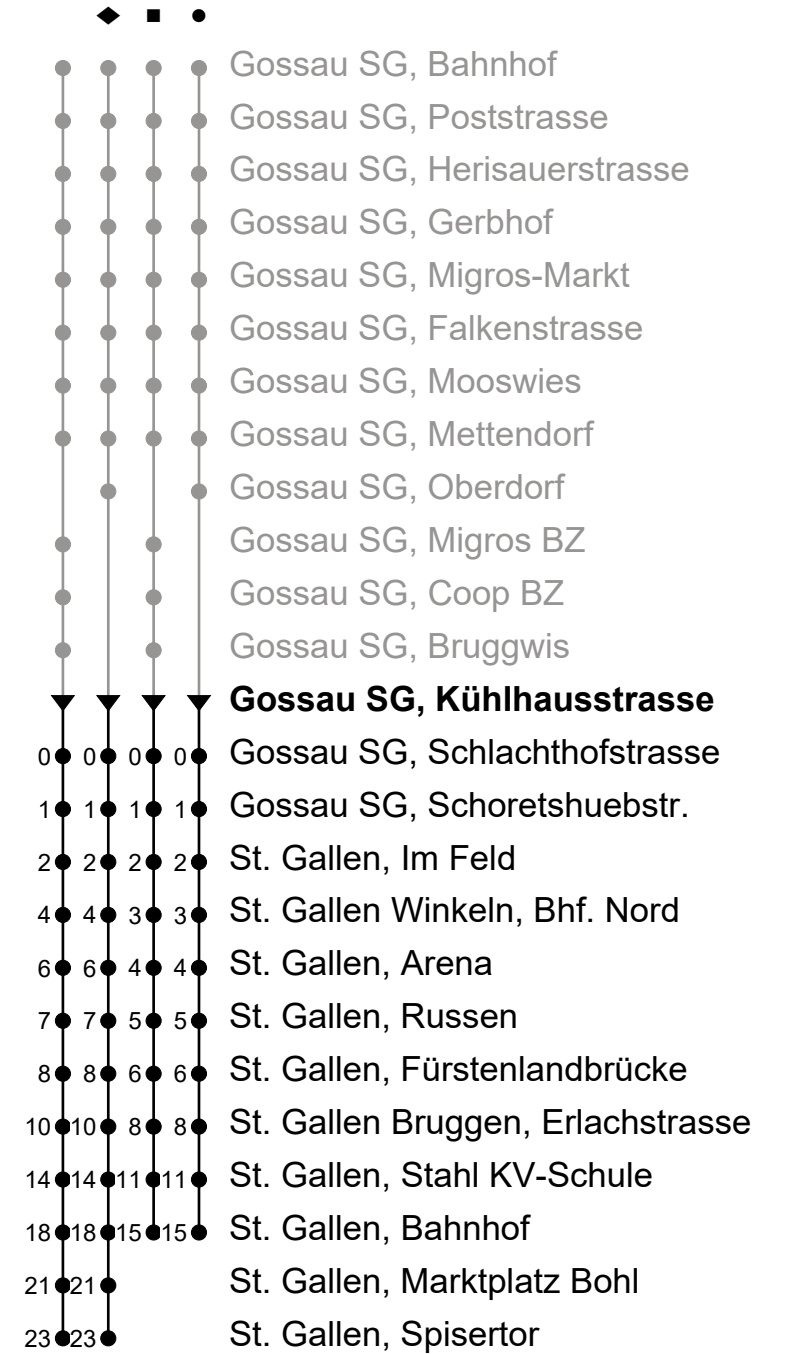 Gossau SG, Bahnhof
Gossau SG, Poststrasse
Gossau SG, Herisauerstrasse
Gossau SG, Gerbhof
Gossau SG, Migros-Markt
Gossau SG, Falkenstrasse
Gossau SG, Mooswies
Gossau SG, Mettendorf
Gossau SG, Oberdorf
Gossau SG, Migros BZ
Gossau SG, Coop BZ
Gossau SG, Bruggwis
Gossau SG, Kühlhausstrasse
0 0 0 0 Gossau SG, Schlachthofstrasse
1 1 1 1 Gossau SG, Schoretshuebstr.
2 2 2 2 St. Gallen, Im Feld
4 4 3 3 St. Gallen Winkeln, Bhf. Nord
6 6 4 4 St. Gallen, Arena
7 7 5 5 St. Gallen, Russen
8 8 6 6 St. Gallen, Fürstenlandbrücke
10 10 8 8 St. Gallen Bruggen, Erlachstrasse
14 14 11 11 St. Gallen, Stahl KV-Schule
18 18 15 15 St. Gallen, Bahnhof
21 21 St. Gallen, Marktplatz Bohl
23 23 St. Gallen, Spisertor